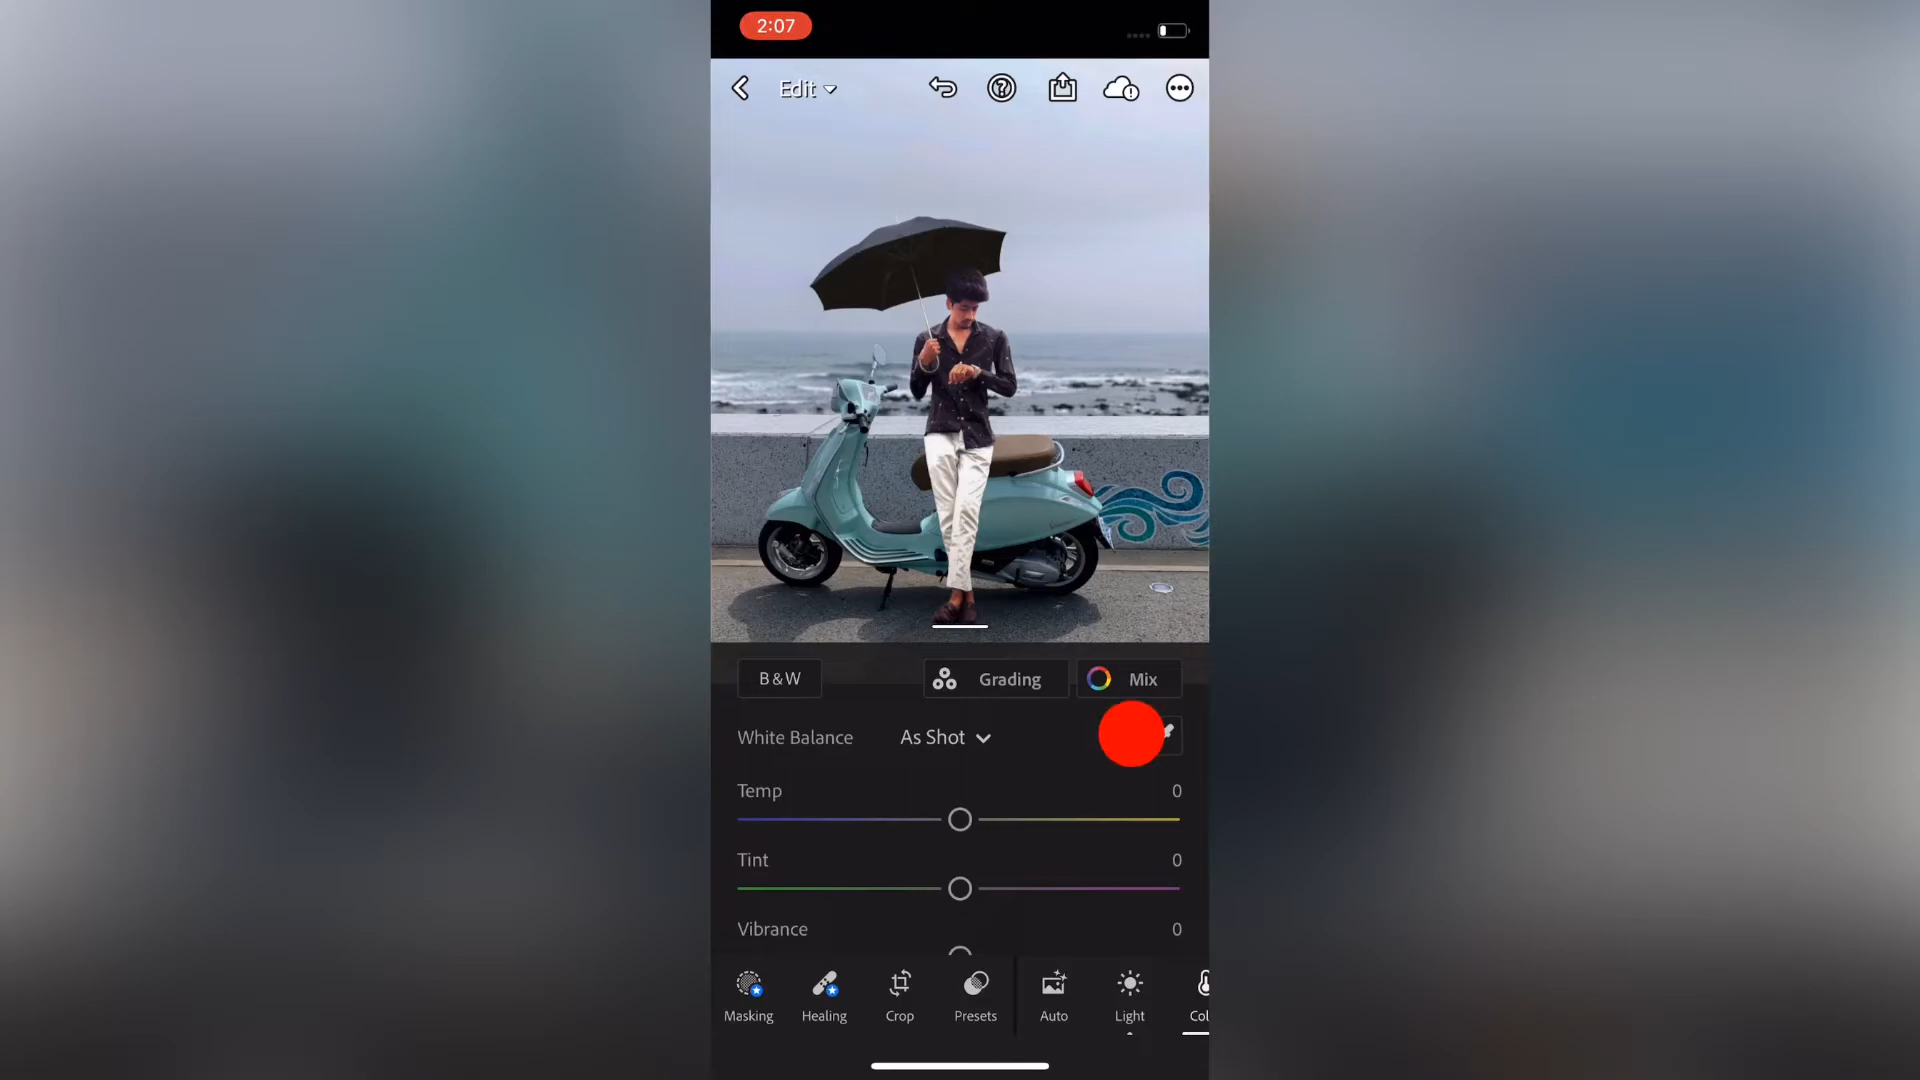 2:07
Edit
B&W
Grading
Mix
White Balance
As Shot
Temp
0
Tint
0
Vibrance
0
Masking
Healing
Crop
Presets
Auto
Light
Col